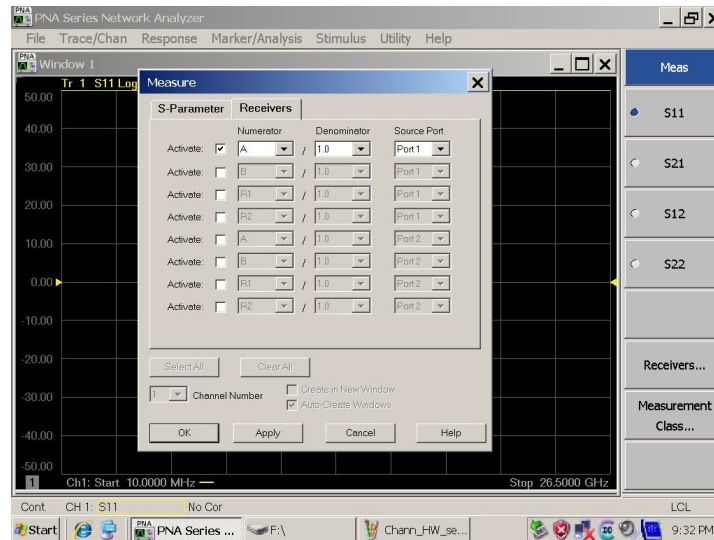 PNA
PNA Series Network Analyzer
File Trace/Chan Response Marker/Analysis Stimulus Utility Help
PNA
Window 1
Tr 1 S11 Log
50.00
40.00
30.00
20.00
10.00
0.00
-10.00
-20.00
-30.00
-40.00
-50.00
1 Ch1: Start 10.0000 MHz Stop 26.5000 GHz
Measure
S-Parameter Receivers
Numerator Denominator Source Port
Activate: A / 1.0 Port 1
Activate: B / 1.0 Port 1
Activate: R1 / 1.0 Port 1
Activate: R2 / 1.0 Port 1
Activate: A / 1.0 Port 2
Activate: B / 1.0 Port 2
Activate: R1 / 1.0 Port 2
Activate: R2 / 1.0 Port 2
Select All Clear All
1 Channel Number
Create in New Window
Auto-Create Windows
OK Apply Cancel Help
Meas
S11
S21
S12
S22
Receivers...
Measurement
Class...
Cont. CH 1: S11 No Cor LCL
Start PNA PNA Series ... F:\ Chann_HW_se... 9:32 PM